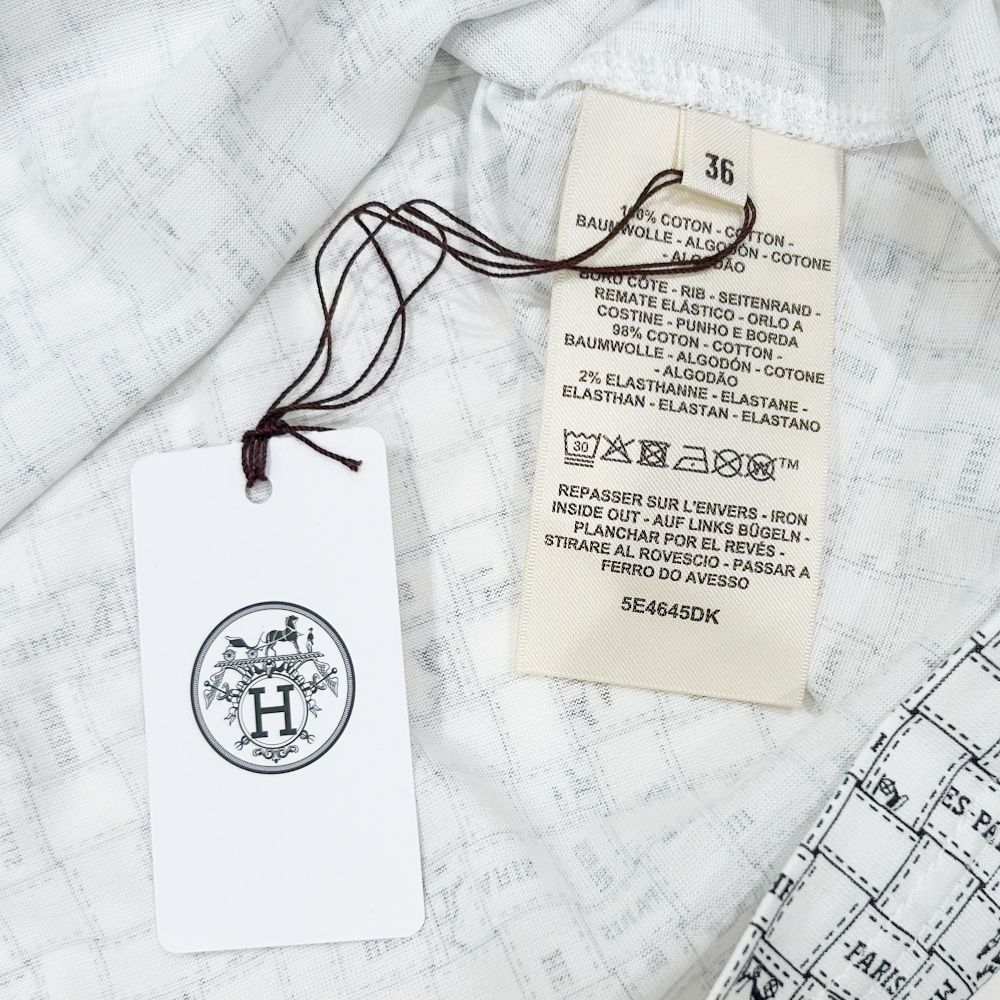 36
100% COTON - COTTON -
BAUMWOLLE - ALGODÓN - COTONE
- ALGODÃO
BORD CÔTE - RIB - SEITENRAND -
REMATE ELÁSTICO - ORLO A
COSTINE - PUNHO E BORDA
98% COTON - COTTON -
BAUMWOLLE - ALGODÓN - COTONE
- ALGODÃO
2% ELASTHANNE - ELASTANE -
ELASTHAN - ELASTAN - ELASTANO
30
TM
REPASSER SUR L'ENVERS - IRON
INSIDE OUT - AUF LINKS BÜGELN -
PLANCHAR POR EL REVÉS -
STIRARE AL ROVESCIO - PASSAR A
FERRO DO AVESSO
5E4645DK
H
ES-PA
PARIS